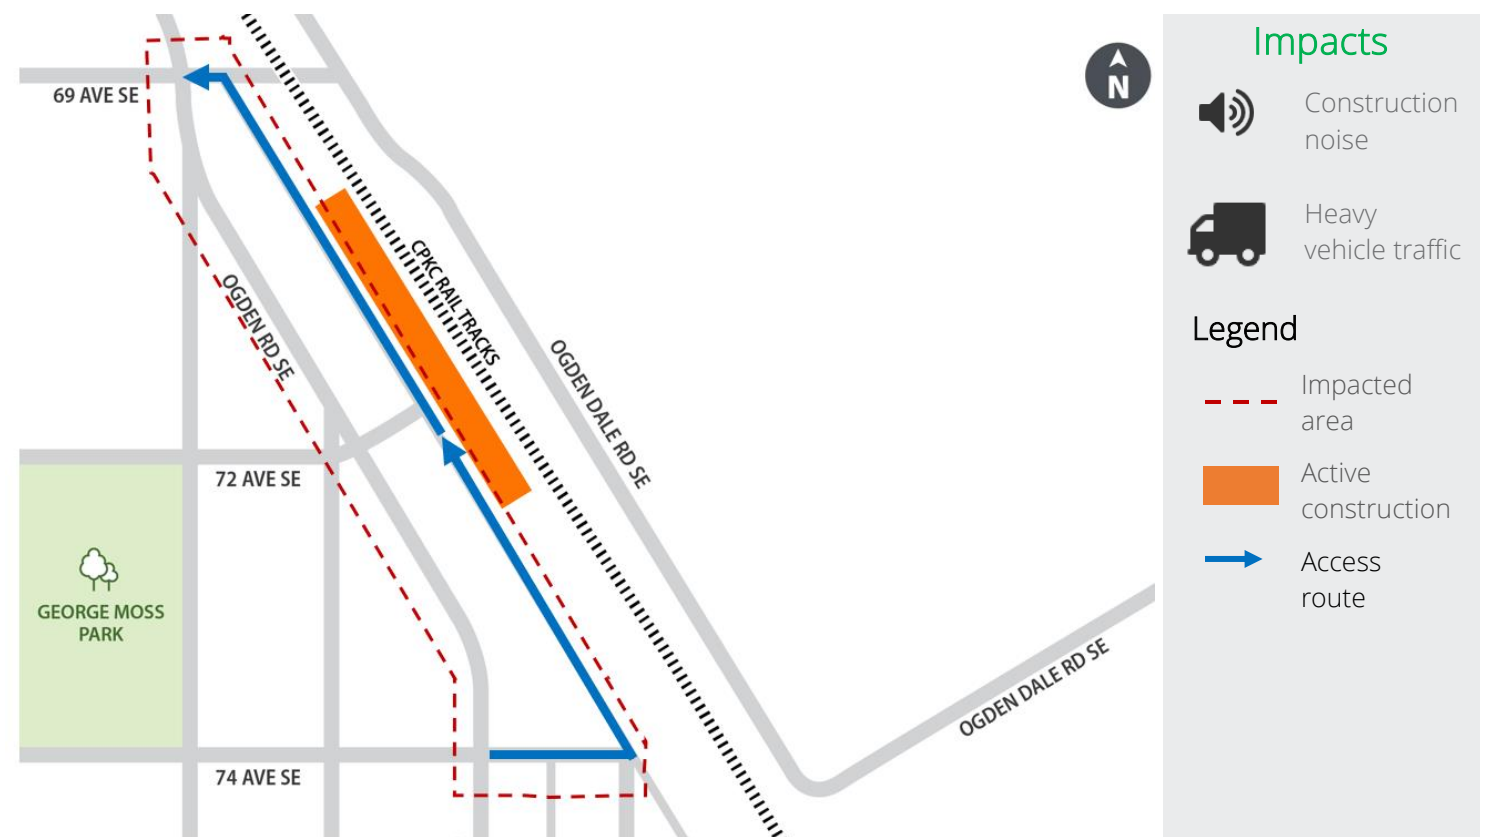 69 AVE SE
N
CPKC RAIL TRACKS
OGDEN RD SE
OGDEN DALE RD SE
72 AVE SE
GEORGE MOSS
PARK
OGDEN DALE RD SE
74 AVE SE
Impacts
Construction
noise
Heavy
vehicle traffic
Legend
Impacted
area
Active
construction
Access
route